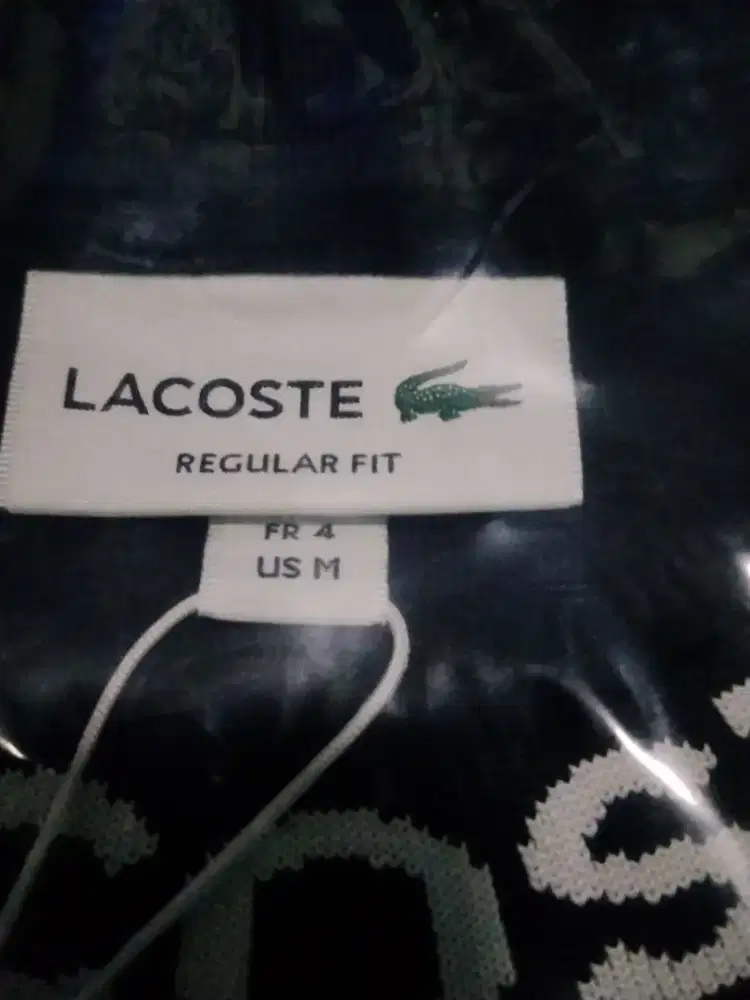 LACOSTE
REGULAR FIT
FR 4
US M